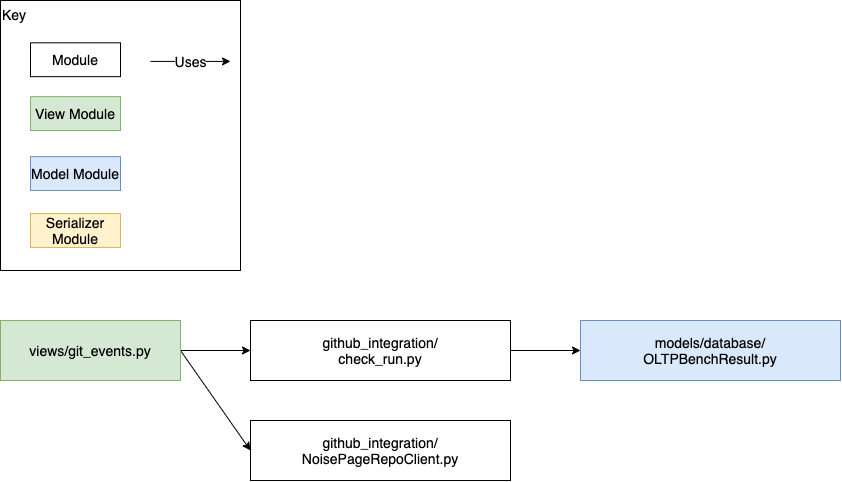 Key
Module
Uses
View Module
Model Module
Serializer
Module
views/git_events.py
github_integration/
check_run.py
models/database/
OLTPBenchResult.py
github_integration/
NoisePageRepoClient.py